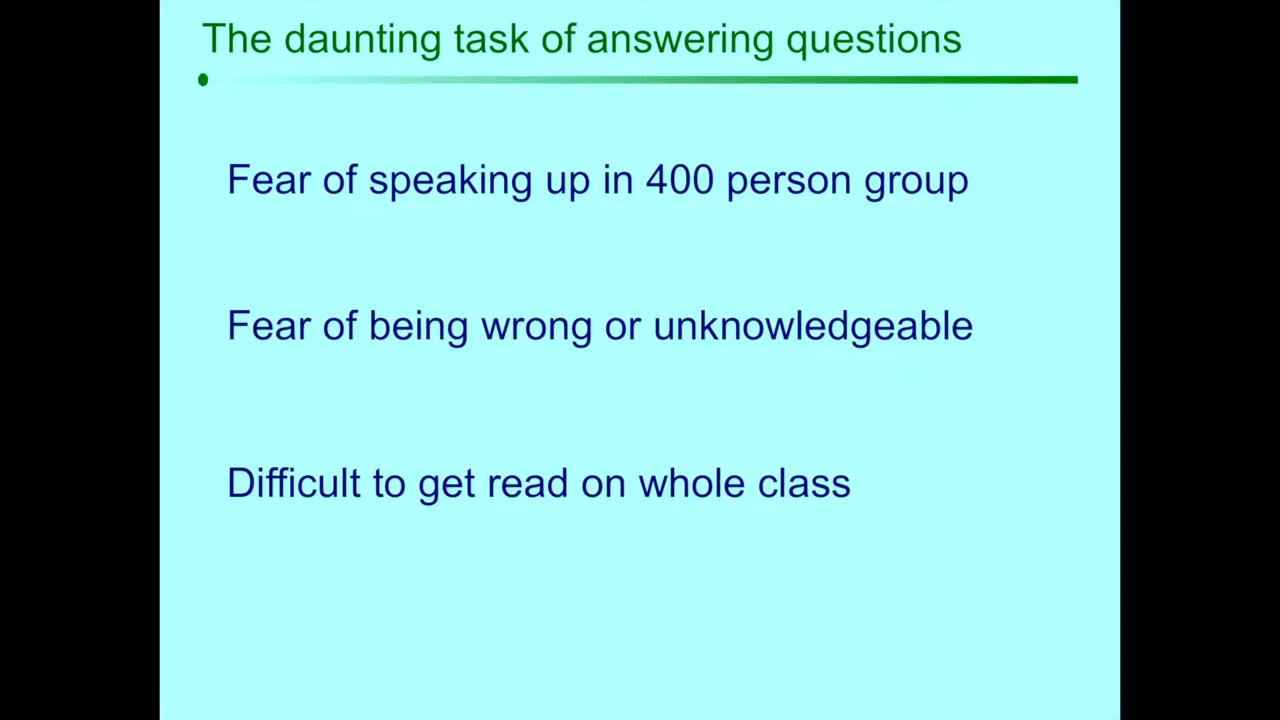 The daunting task of answering questions
Fear of speaking up in 400 person group
Fear of being wrong or unknowledgeable
Difficult to get read on whole class